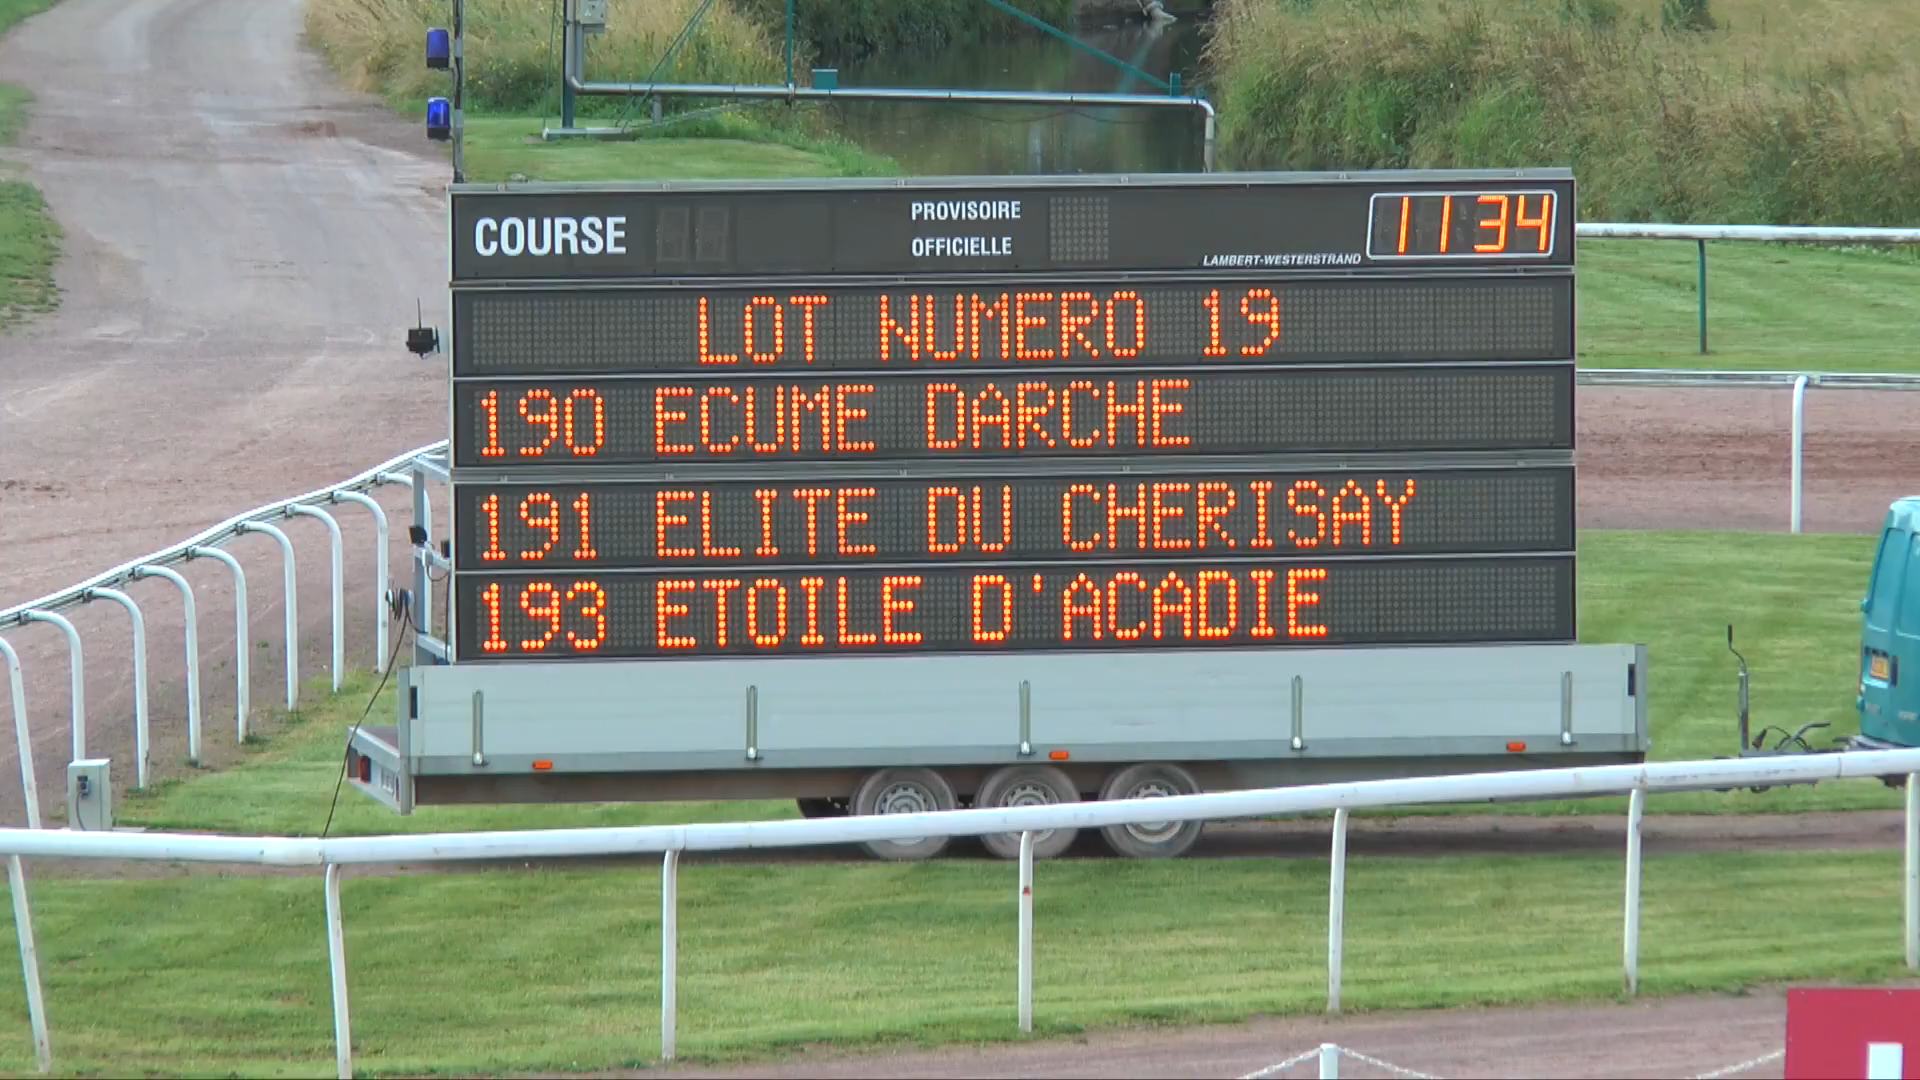 COURSE PROVISOIRE 1134
OFFICIELLE
LAMBERT-WESTERSTRAND
LOT NUMERO 19
190 ECUME DARCHE
191 ELITE DU CHERISAY
193 ETOILE D'ACADIE